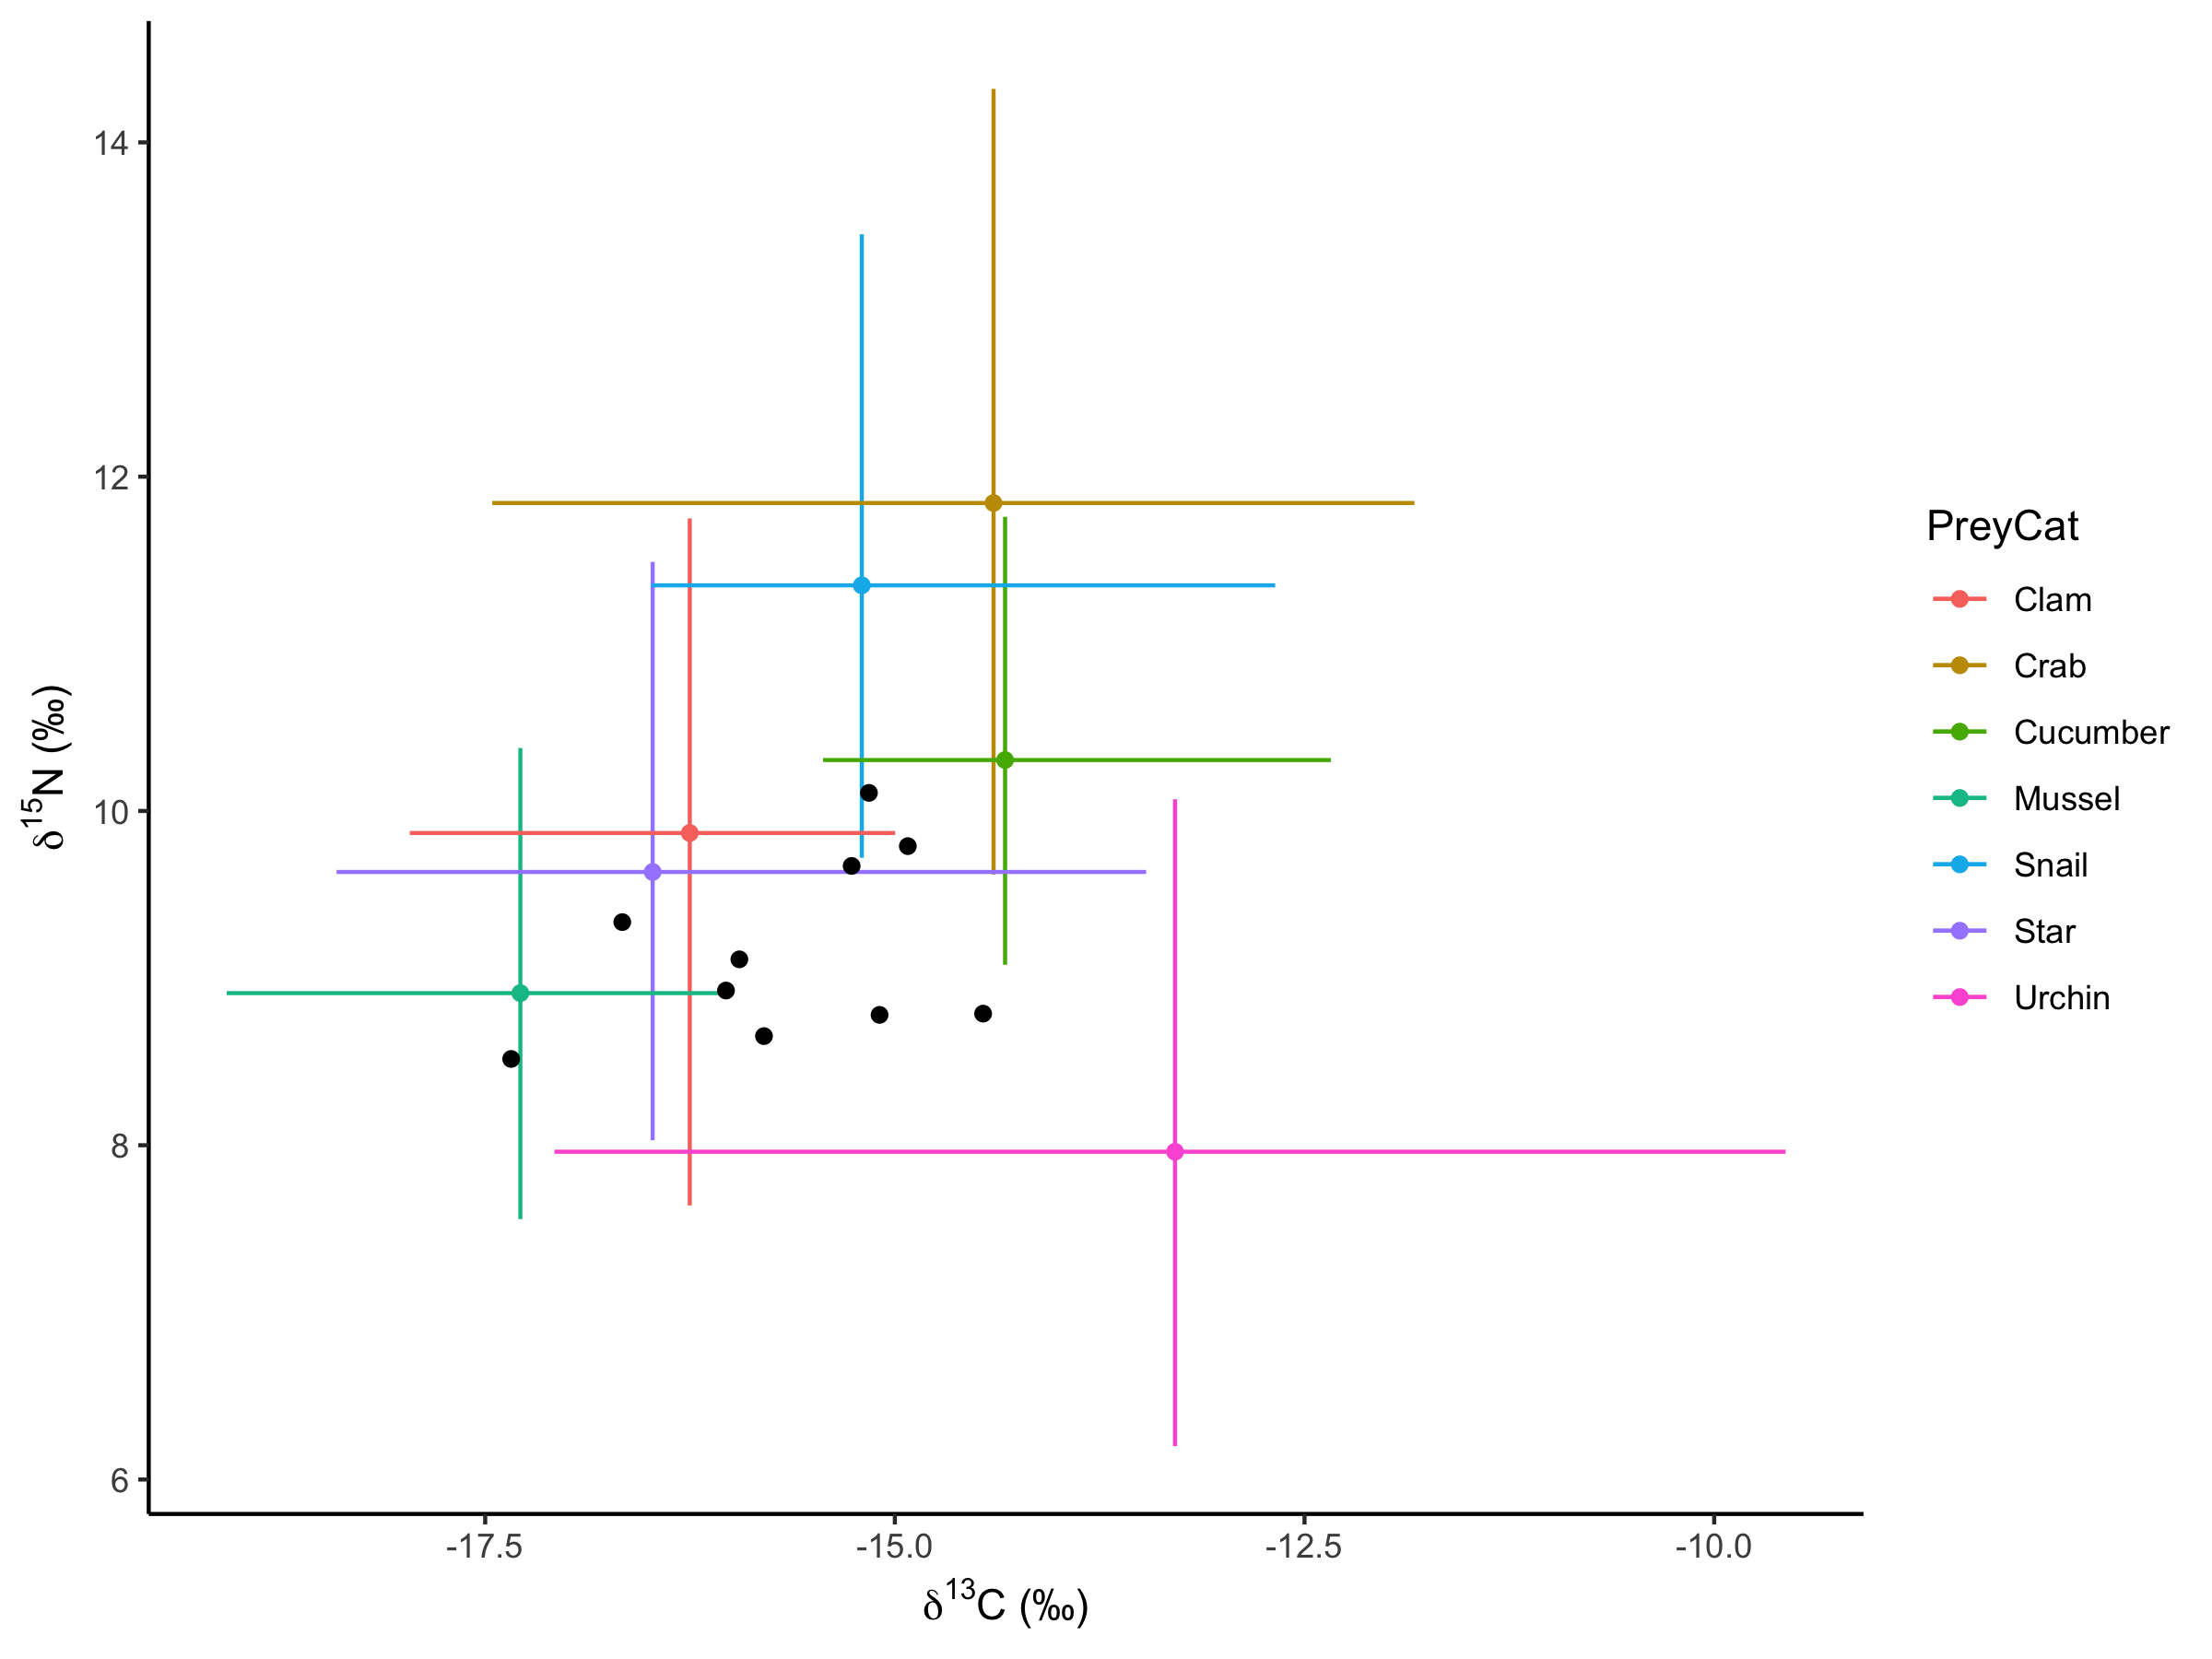 14
12
10
8
6
δ15N (‰)
-17.5
-15.0
-12.5
-10.0
δ13C (‰)
PreyCat
Clam
Crab
Cucumber
Mussel
Snail
Star
Urchin